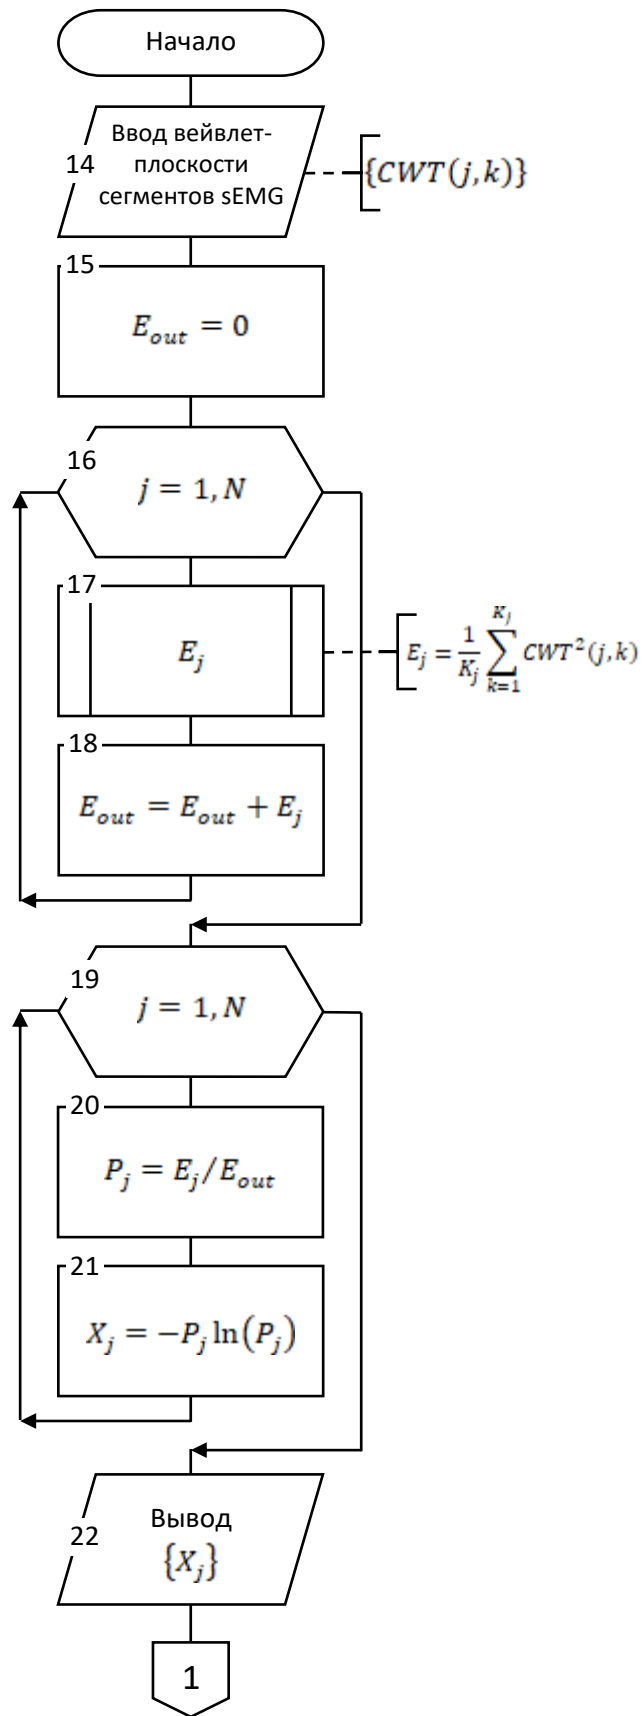 Начало
14
Ввод вейвлет-
плоскости
сегментов sEMG
{CWT(j,k)}
15
E_out = 0
16
j = 1, N
17
E_j
E_j = 1/K_j ∑_{k=1}^{K_j} CWT²(j,k)
18
E_out = E_out + E_j
19
j = 1, N
20
P_j = E_j/E_out
21
X_j = −P_j ln(P_j)
22
Вывод
{X_j}
1